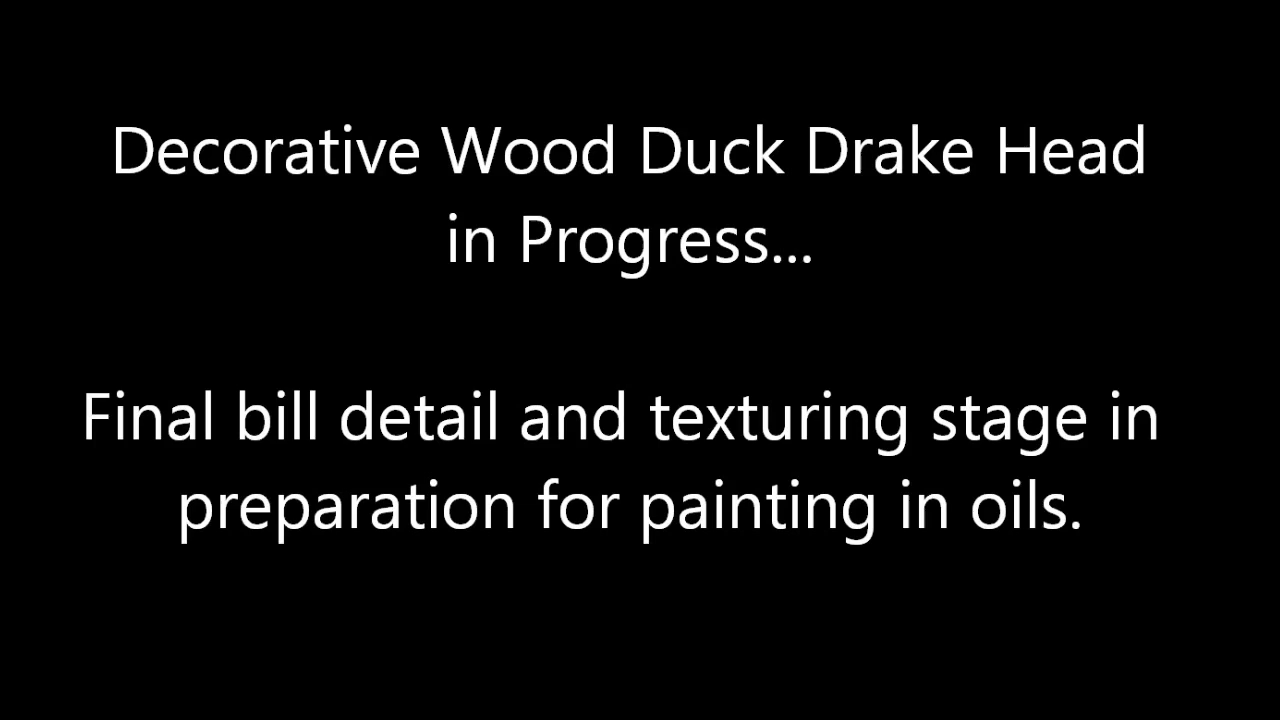 Decorative Wood Duck Drake Head
in Progress...
Final bill detail and texturing stage in
preparation for painting in oils.